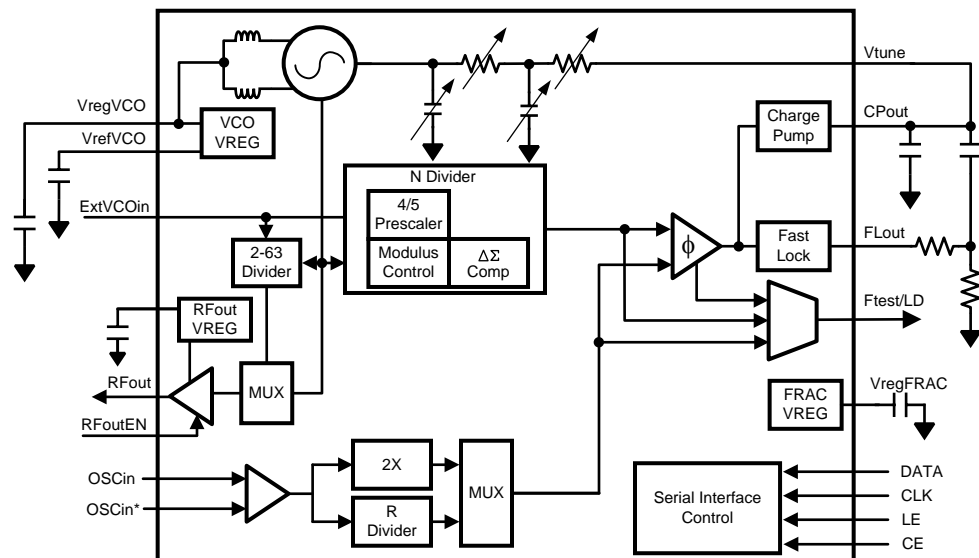 Vtune
VregVCO
VCO
VREG
VrefVCO
Charge
Pump
CPout
N Divider
ExtVCOin
4/5
Prescaler
2-63
Divider
Modulus
Control
ΔΣ
Comp
ϕ
Fast
Lock
FLout
RFout
VREG
Ftest/LD
RFout
MUX
RFoutEN
FRAC
VREG
VregFRAC
OSCin
OSCin*
2X
R
Divider
MUX
Serial Interface
Control
DATA
CLK
LE
CE